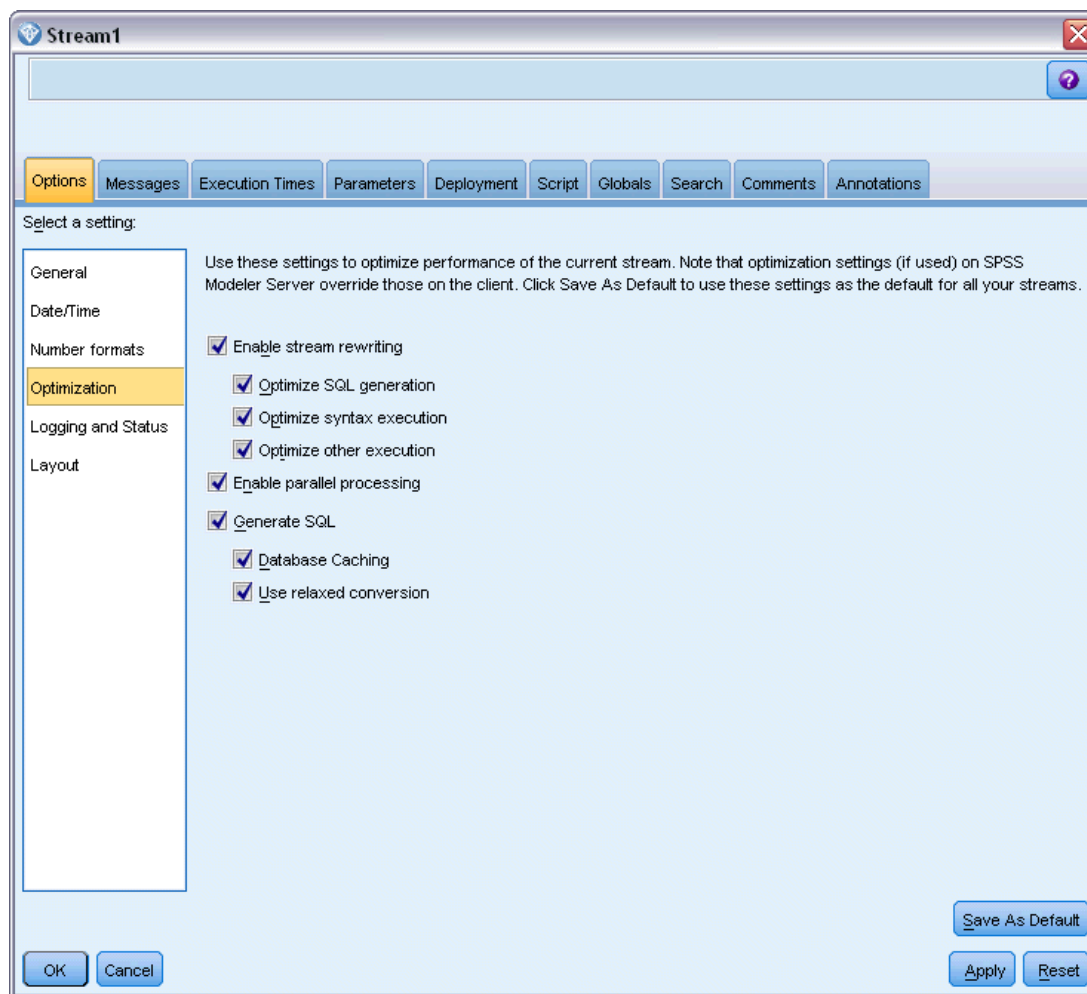 Stream1
?
Options Messages Execution Times Parameters Deployment Script Globals Search Comments Annotations
Select a setting:
General
Date/Time
Number formats
Optimization
Logging and Status
Layout
Use these settings to optimize performance of the current stream. Note that optimization settings (if used) on SPSS
Modeler Server override those on the client. Click Save As Default to use these settings as the default for all your streams.
Enable stream rewriting
Optimize SQL generation
Optimize syntax execution
Optimize other execution
Enable parallel processing
Generate SQL
Database Caching
Use relaxed conversion
Save As Default
OK Cancel Apply Reset